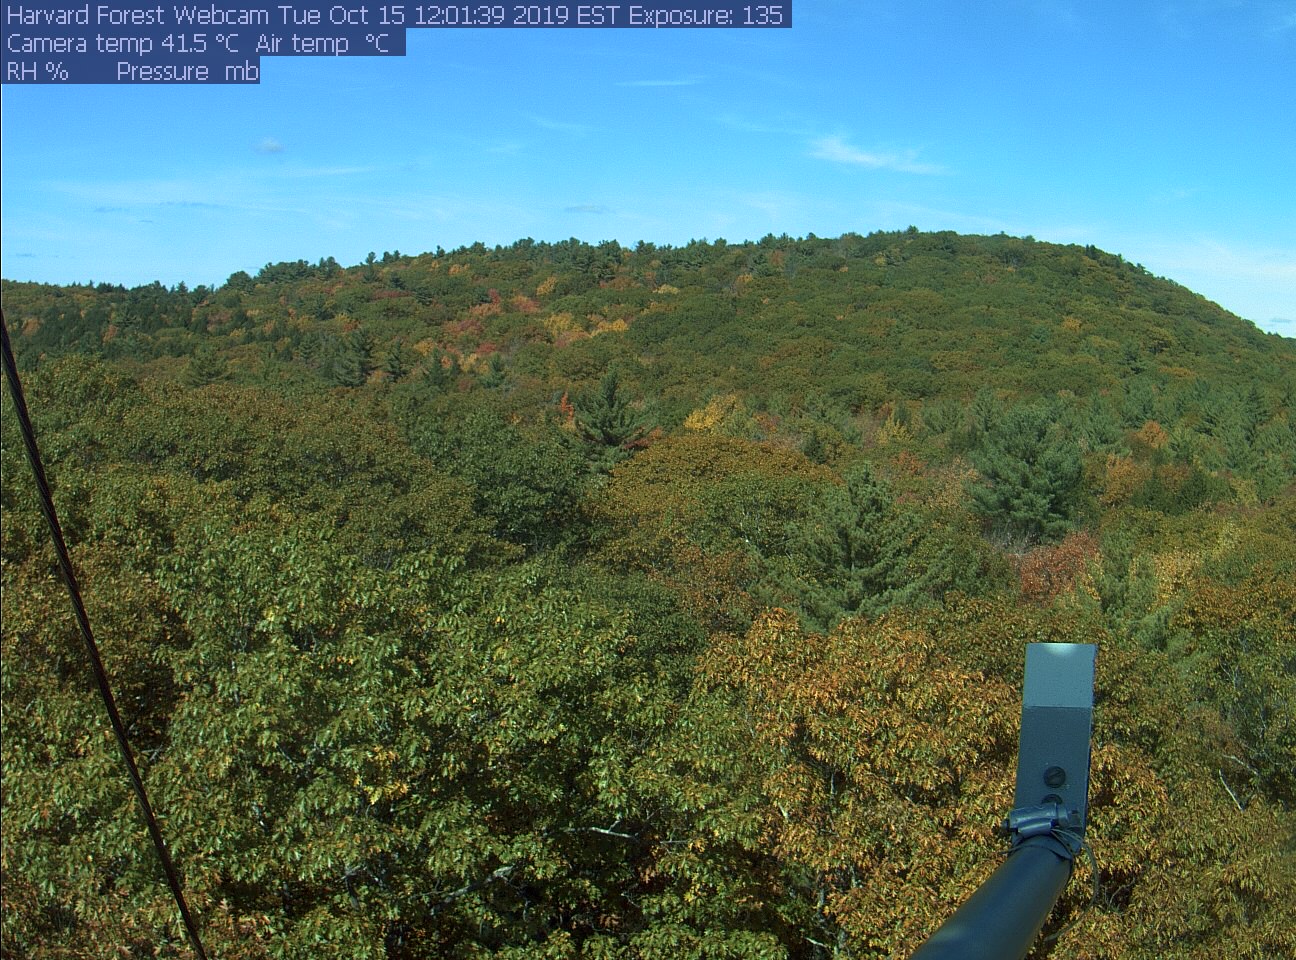 Harvard Forest Webcam Tue Oct 15 12:01:39 2019 EST Exposure: 135
Camera temp 41.5 °C Air temp °C
RH % Pressure mb